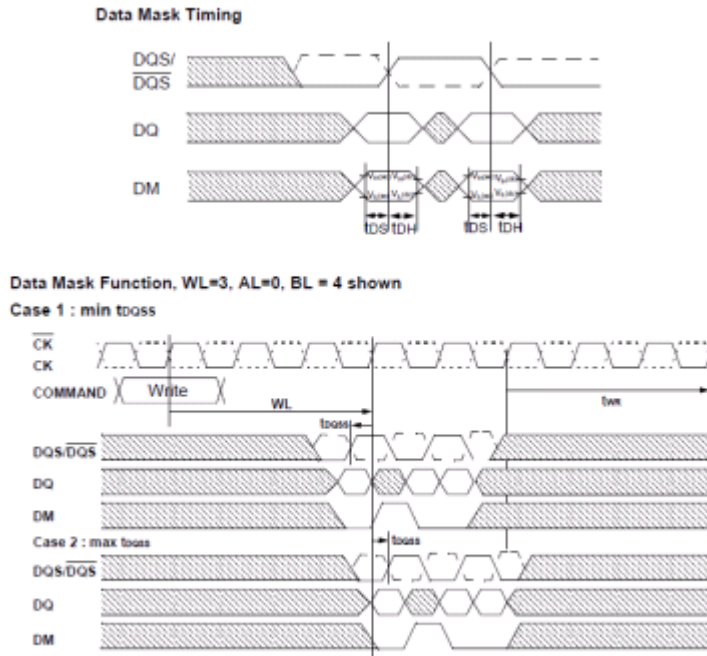 Data Mask Timing
DQS/
DQS
DQ
DM
tDS tDH tDS tDH
Data Mask Function, WL=3, AL=0, BL = 4 shown
Case 1 : min tDQSS
CK
CK
COMMAND Write
WL tWR
tDQSS
DQS/DQS
DQ
DM
Case 2 : max tDQSS
tDQSS
DQS/DQS
DQ
DM